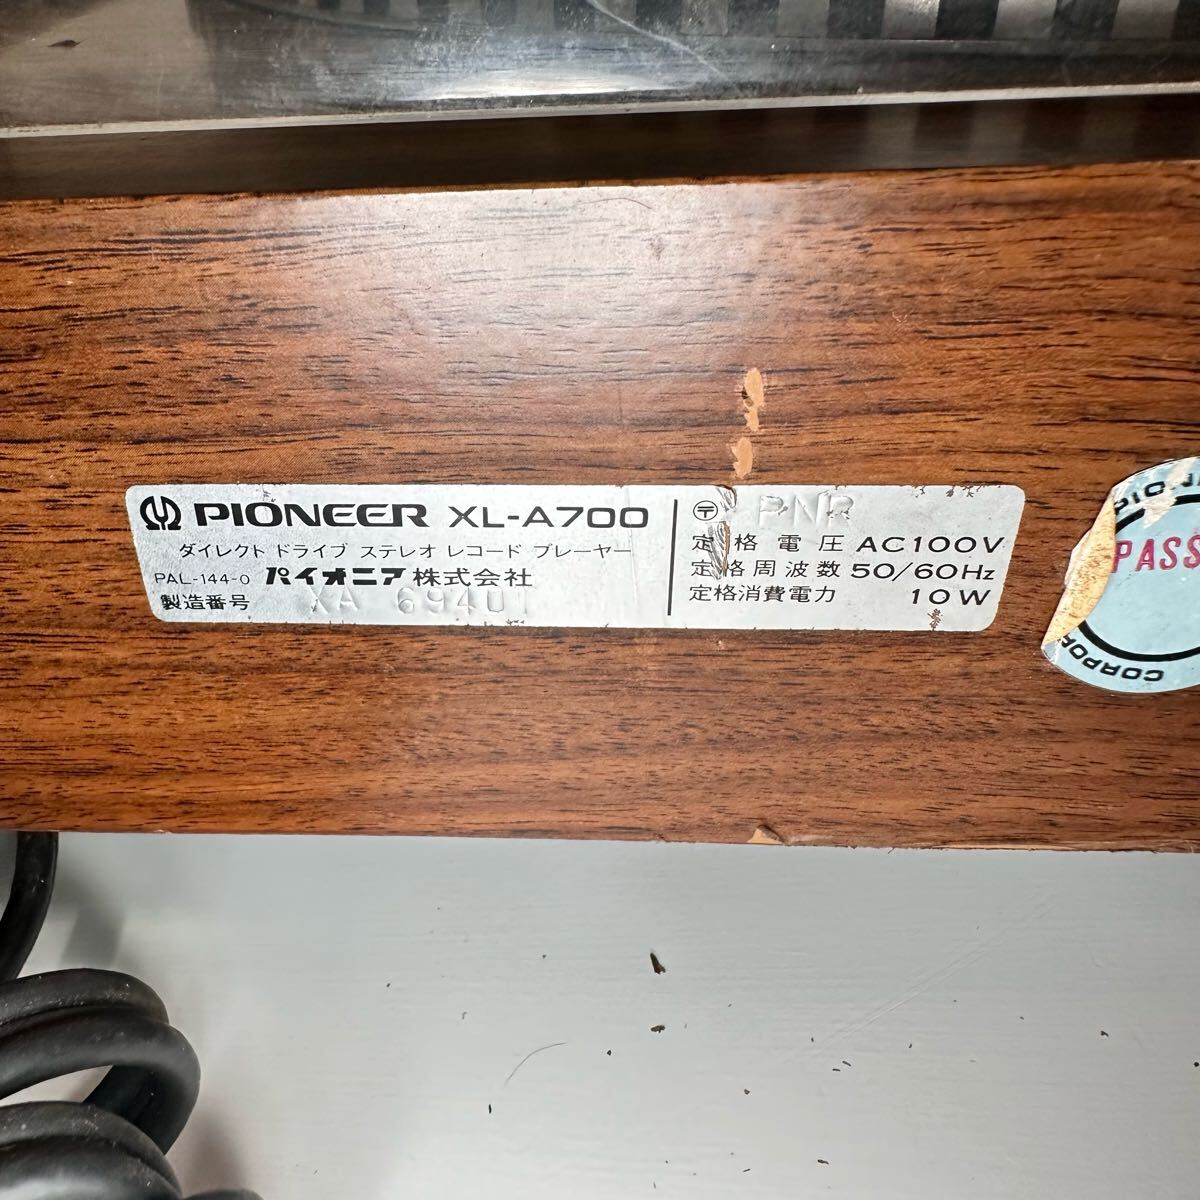 PIONEER XL-A700
ダイレクト ドライブ ステレオ レコード プレーヤー
PAL-144-0 パイオニア株式会社
製造番号 XA 69401
〒 PNR
定格電圧 AC100V
定格周波数 50/60Hz
定格消費電力 10W
PASS